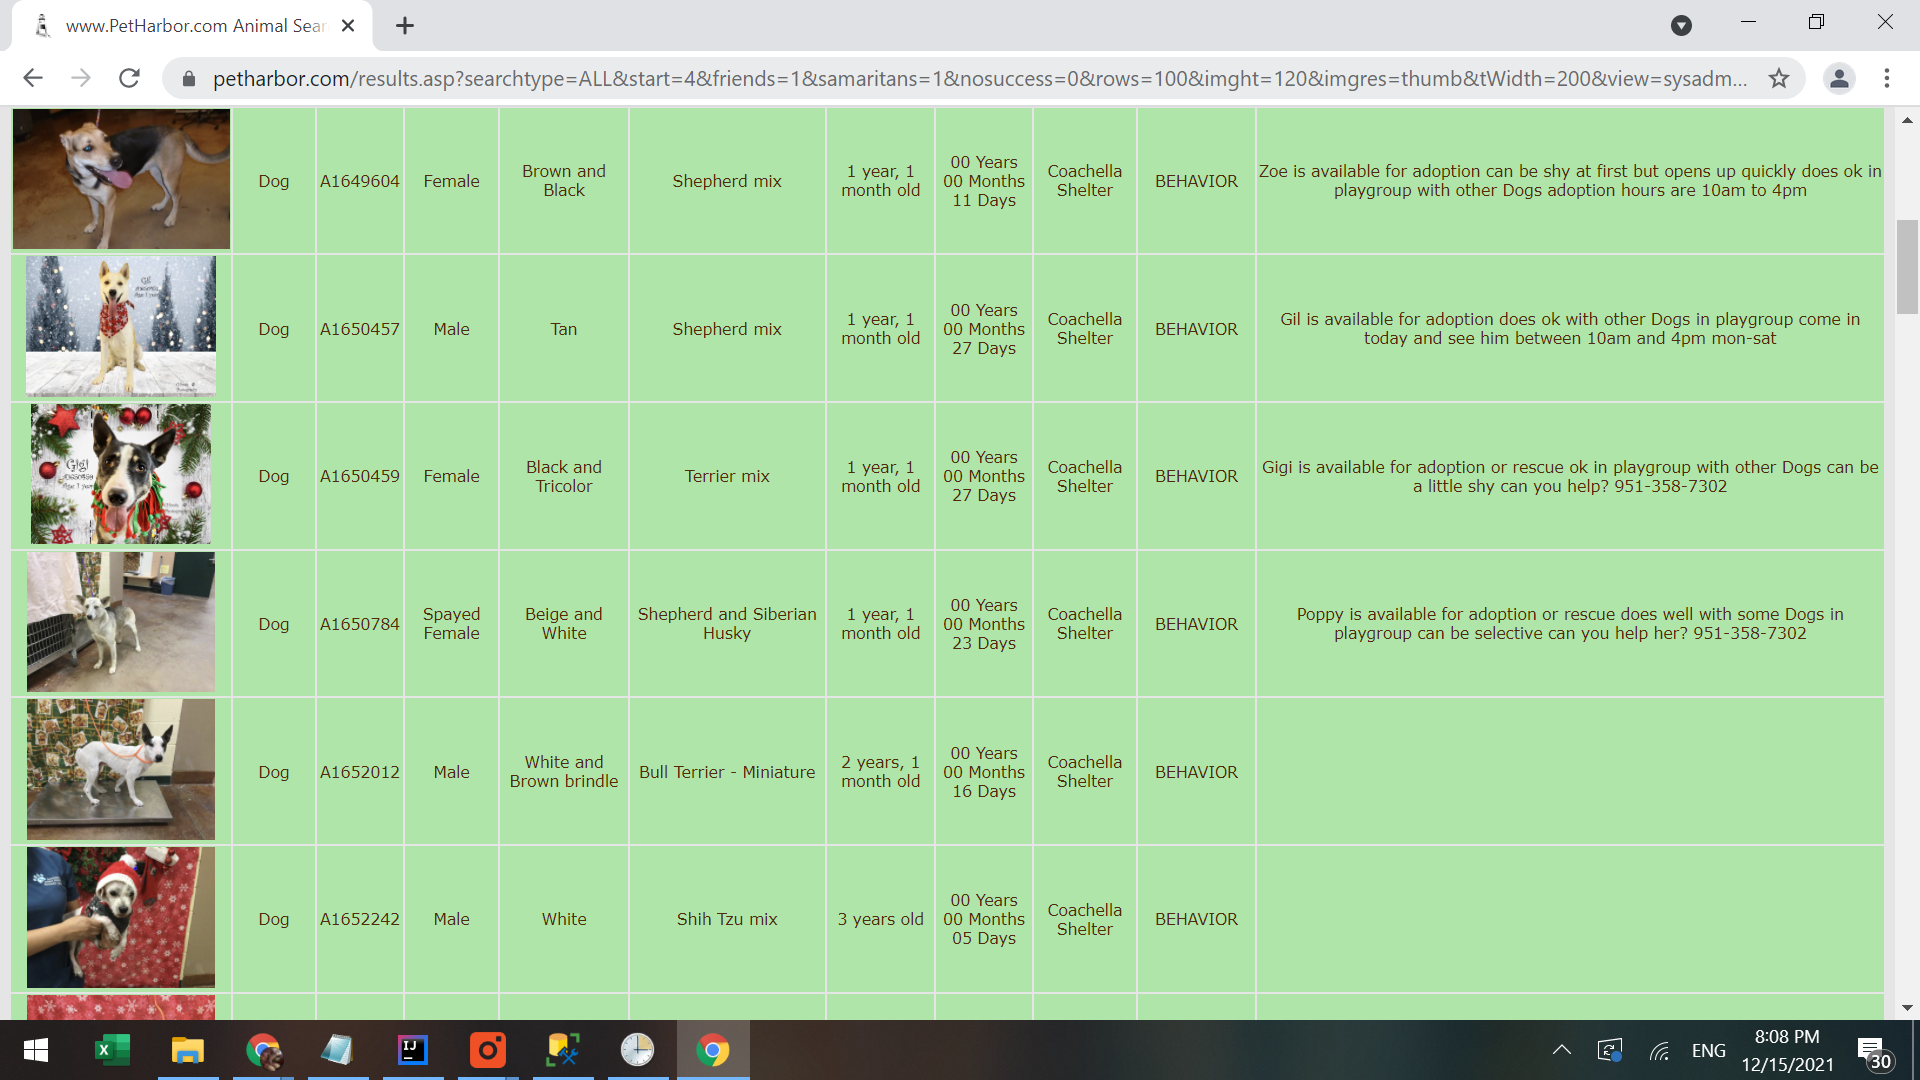 www.PetHarbor.com Animal Sear
petharbor.com/results.asp?searchtype=ALL&start=4&friends=1&samaritans=1&nosuccess=0&rows=100&imght=120&imgres=thumb&tWidth=200&view=sysadm...
Dog
A1649604
Female
Brown and
Black
Shepherd mix
1 year, 1
month old
00 Years
00 Months
11 Days
Coachella
Shelter
BEHAVIOR
Zoe is available for adoption can be shy at first but opens up quickly does ok in
playgroup with other Dogs adoption hours are 10am to 4pm
Gil
Dog
A1650457
Male
Tan
Shepherd mix
1 year, 1
month old
00 Years
00 Months
27 Days
Coachella
Shelter
BEHAVIOR
Gil is available for adoption does ok with other Dogs in playgroup come in
today and see him between 10am and 4pm mon-sat
Gigi
Dog
A1650459
Female
Black and
Tricolor
Terrier mix
1 year, 1
month old
00 Years
00 Months
27 Days
Coachella
Shelter
BEHAVIOR
Gigi is available for adoption or rescue ok in playgroup with other Dogs can be
a little shy can you help? 951-358-7302
Dog
A1650784
Spayed
Female
Beige and
White
Shepherd and Siberian
Husky
1 year, 1
month old
00 Years
00 Months
23 Days
Coachella
Shelter
BEHAVIOR
Poppy is available for adoption or rescue does well with some Dogs in
playgroup can be selective can you help her? 951-358-7302
Dog
A1652012
Male
White and
Brown brindle
Bull Terrier - Miniature
2 years, 1
month old
00 Years
00 Months
16 Days
Coachella
Shelter
BEHAVIOR
Dog
A1652242
Male
White
Shih Tzu mix
3 years old
00 Years
00 Months
05 Days
Coachella
Shelter
BEHAVIOR
IJ
ENG
8:08 PM
12/15/2021
30